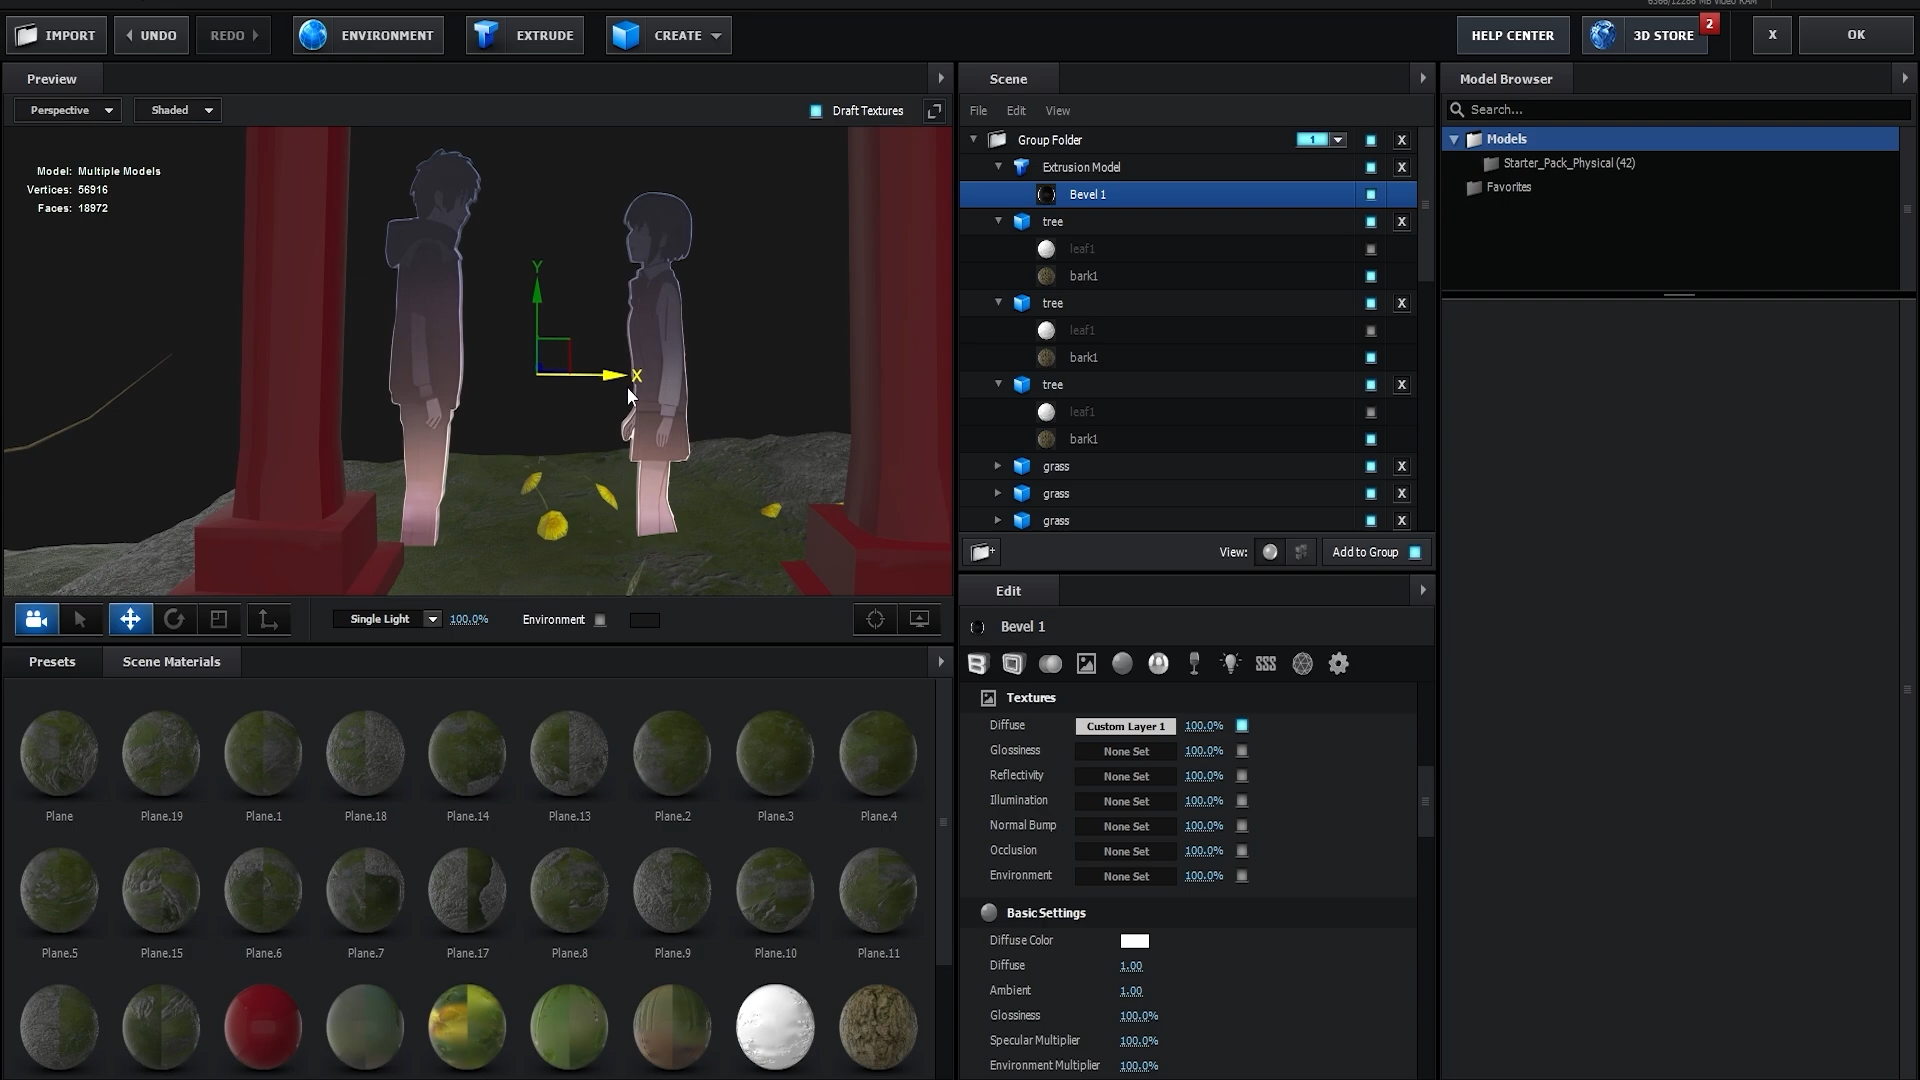 IMPORT
UNDO
REDO
ENVIRONMENT
EXTRUDE
CREATE
HELP CENTER
3D STORE
2
X
OK
Preview
Perspective
Shaded
Draft Textures
Model: Multiple Models
Vertices: 56916
Faces: 18972
Y
X
Single Light
100.0%
Environment
Presets
Scene Materials
Plane
Plane.19
Plane.1
Plane.18
Plane.14
Plane.13
Plane.2
Plane.3
Plane.4
Plane.5
Plane.15
Plane.6
Plane.7
Plane.17
Plane.8
Plane.9
Plane.10
Plane.11
Scene
File Edit View
Group Folder 1 X
Extrusion Model X
Bevel 1
tree X
leaf1
bark1
tree X
leaf1
bark1
tree X
leaf1
bark1
grass X
grass X
grass X
View:
Add to Group
Edit
Bevel 1
Textures
Diffuse Custom Layer 1 100.0%
Glossiness None Set 100.0%
Reflectivity None Set 100.0%
Illumination None Set 100.0%
Normal Bump None Set 100.0%
Occlusion None Set 100.0%
Environment None Set 100.0%
Basic Settings
Diffuse Color
Diffuse 1.00
Ambient 1.00
Glossiness 100.0%
Specular Multiplier 100.0%
Environment Multiplier 100.0%
Model Browser
Search...
Models
Starter_Pack_Physical (42)
Favorites